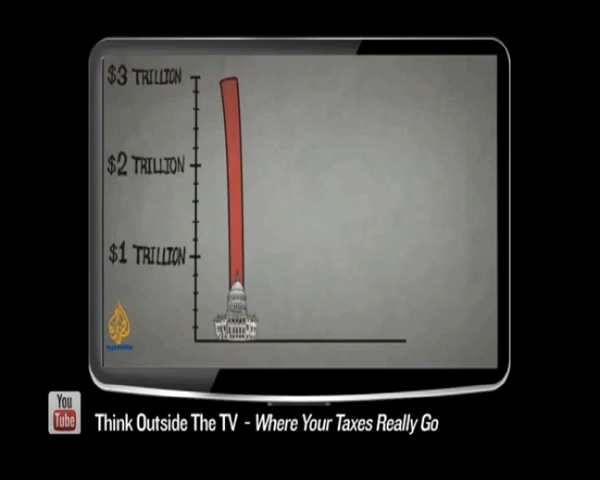 $3 TRILLION
$2 TRILLION
$1 TRILLION
You
Tube
Think Outside The TV - Where Your Taxes Really Go